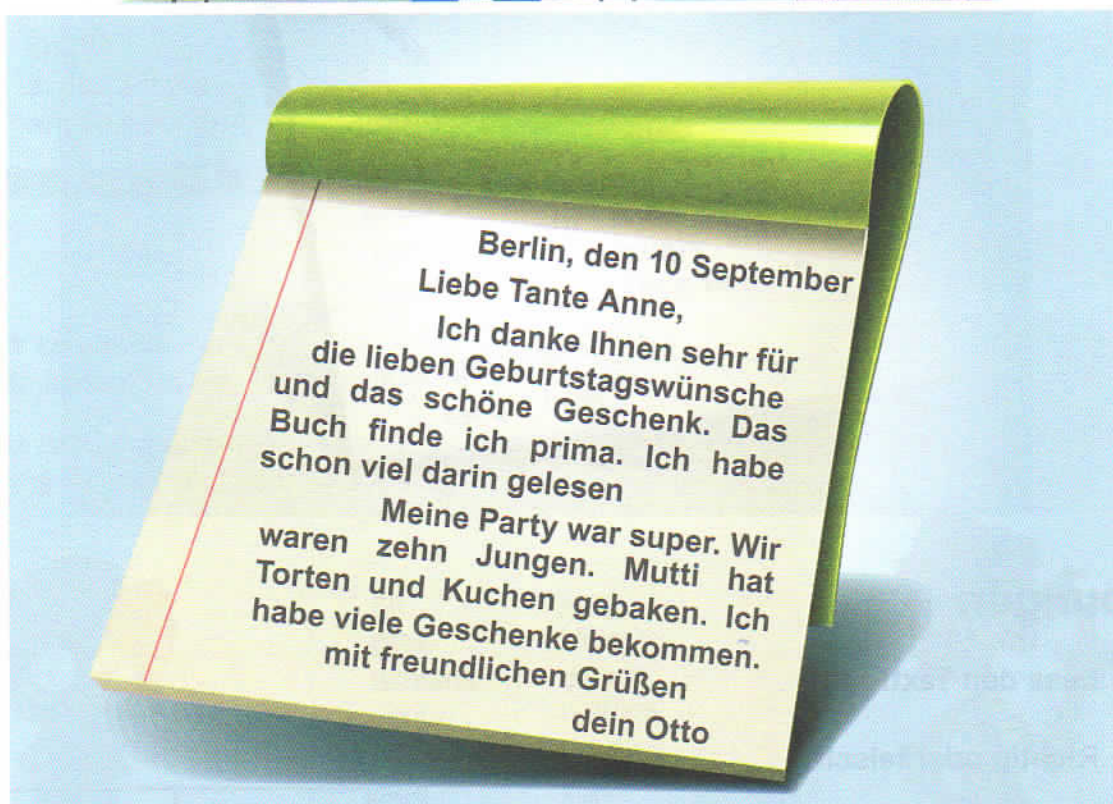 Berlin, den 10 September
Liebe Tante Anne,
Ich danke Ihnen sehr für
die lieben Geburtstagswünsche
und das schöne Geschenk. Das
Buch finde ich prima. Ich habe
schon viel darin gelesen
Meine Party war super. Wir
waren zehn Jungen. Mutti hat
Torten und Kuchen gebaken. Ich
habe viele Geschenke bekommen.
mit freundlichen Grüßen
dein Otto